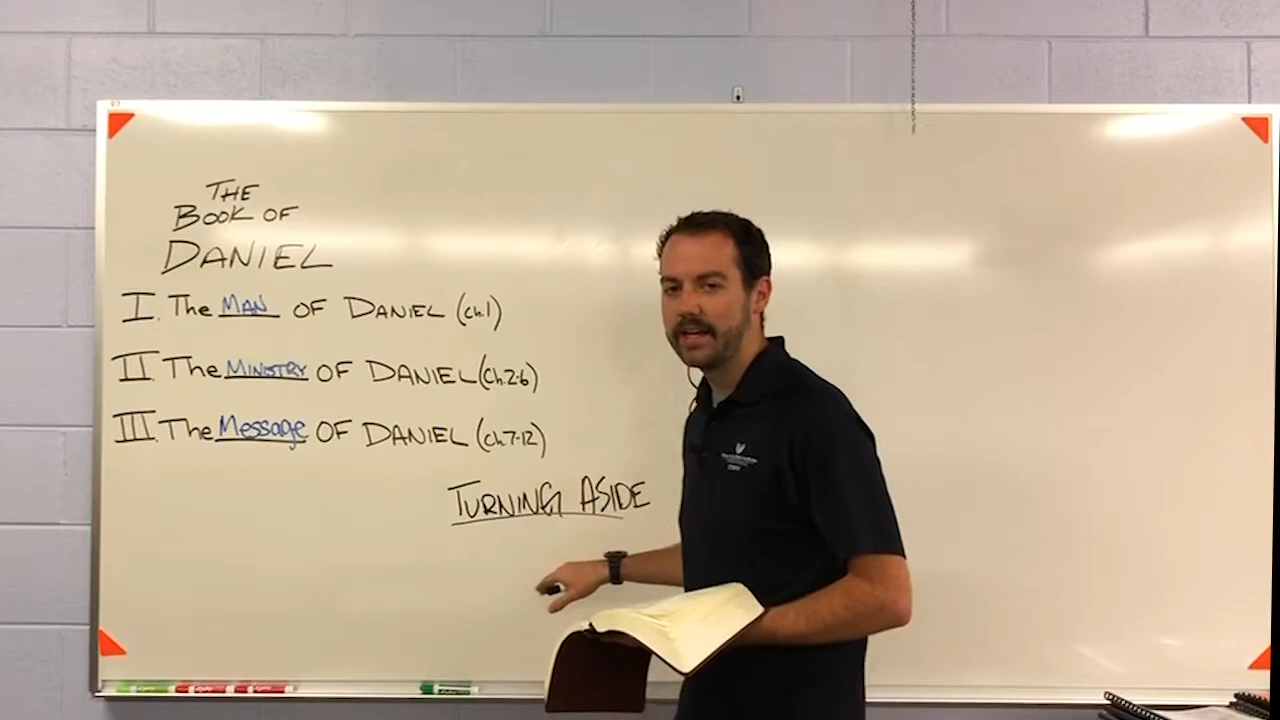 THE
BOOK OF
DANIEL
I. The MAN OF DANIEL (ch.1)
II. The MINISTRY OF DANIEL (ch.2-6)
III. The Message OF DANIEL (ch.7-12)
TURNING ASIDE